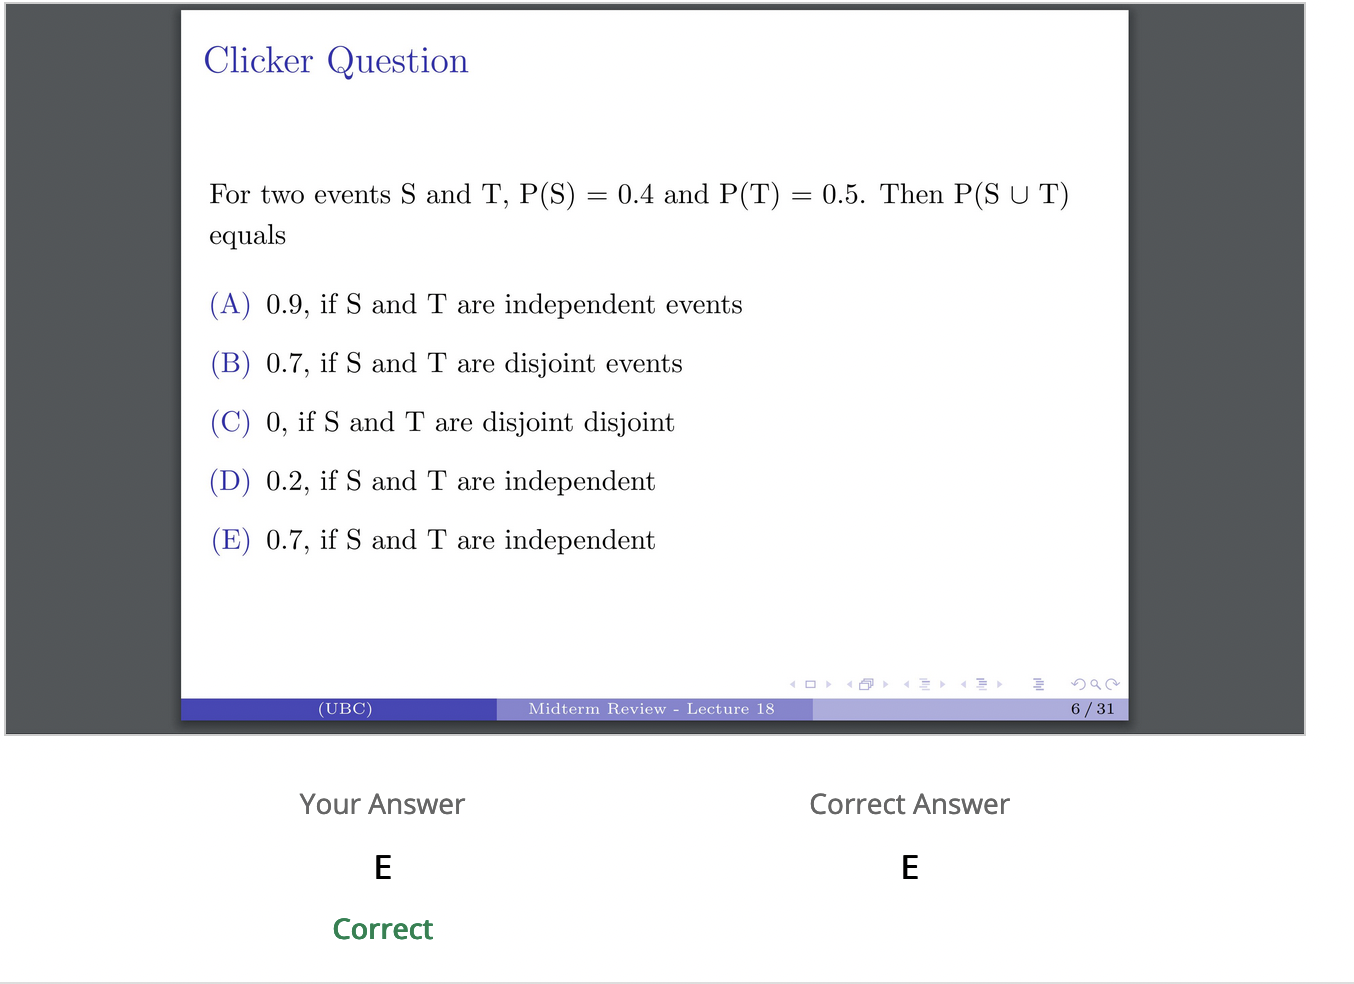 Clicker Question
For two events S and T, P(S) = 0.4 and P(T) = 0.5. Then P(S ∪ T)
equals
(A) 0.9, if S and T are independent events
(B) 0.7, if S and T are disjoint events
(C) 0, if S and T are disjoint disjoint
(D) 0.2, if S and T are independent
(E) 0.7, if S and T are independent
(UBC) Midterm Review - Lecture 18 6 / 31
Your Answer Correct Answer
E E
Correct